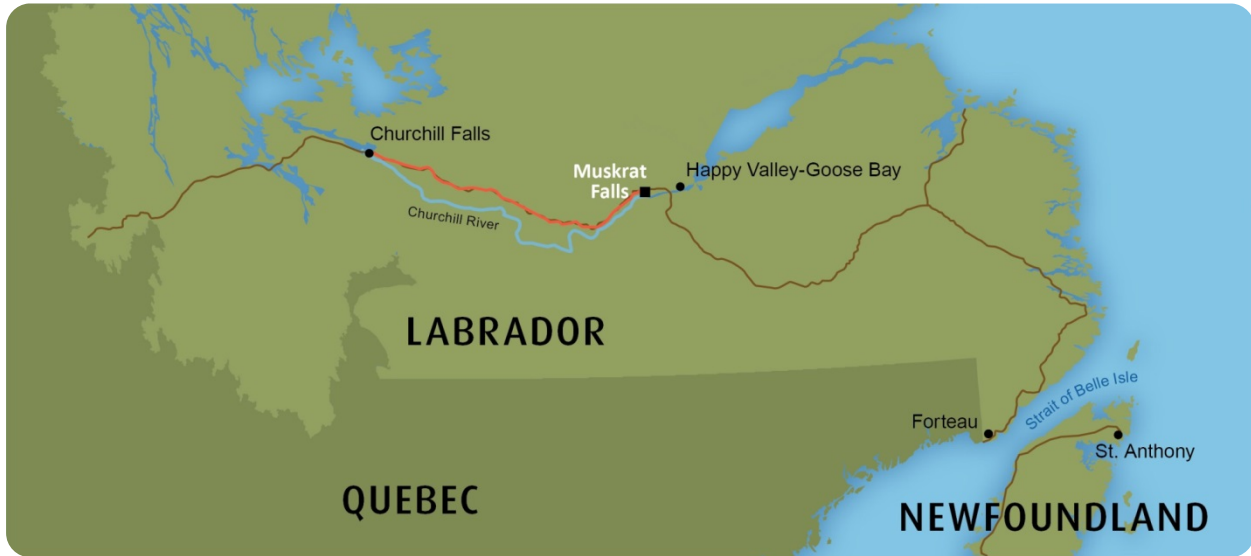 Churchill Falls
Muskrat
Falls
Happy Valley-Goose Bay
Churchill River
LABRADOR
Strait of Belle Isle
Forteau
St. Anthony
QUEBEC
NEWFOUNDLAND